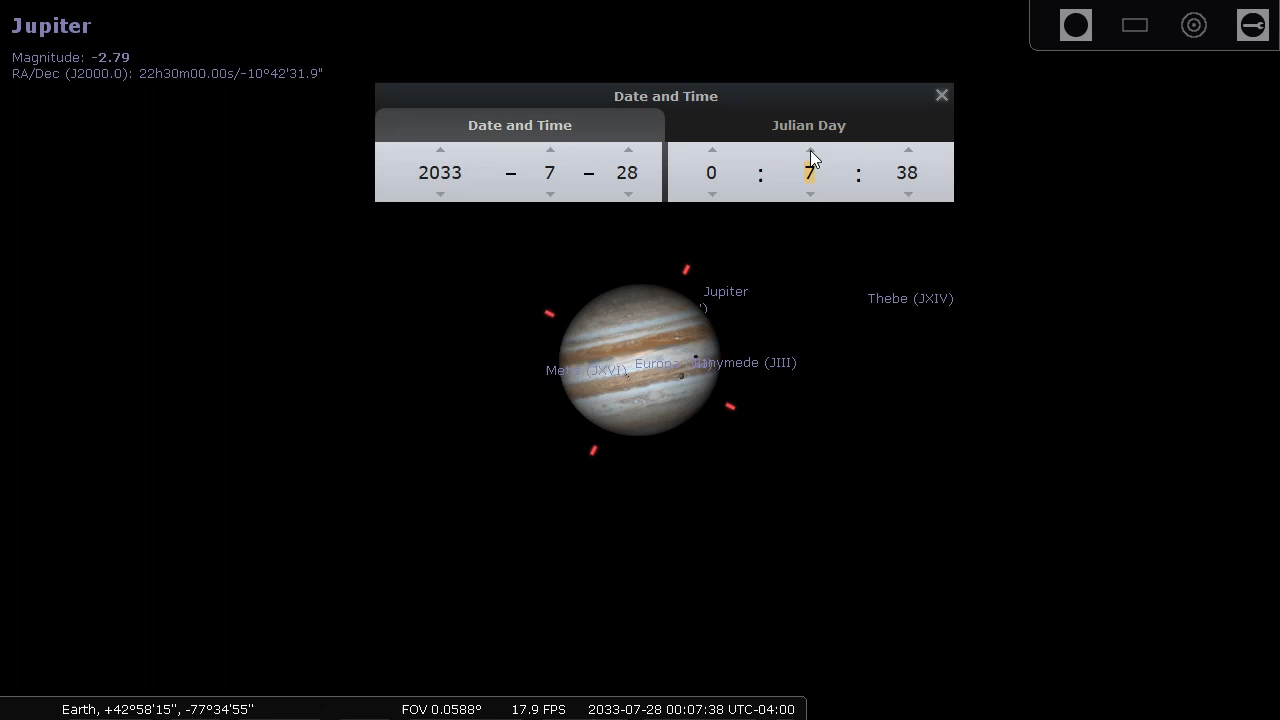 Jupiter
Magnitude: -2.79
RA/Dec (J2000.0): 22h30m00.00s/-10°42'31.9"
Date and Time
Date and Time Julian Day
2033 – 7 – 28 0 : 7 : 38
Jupiter
Thebe (JXIV)
Europa
Ganymede (JIII)
Metis (JXVI)
Earth, +42°58'15", -77°34'55" FOV 0.0588° 17.9 FPS 2033-07-28 00:07:38 UTC-04:00